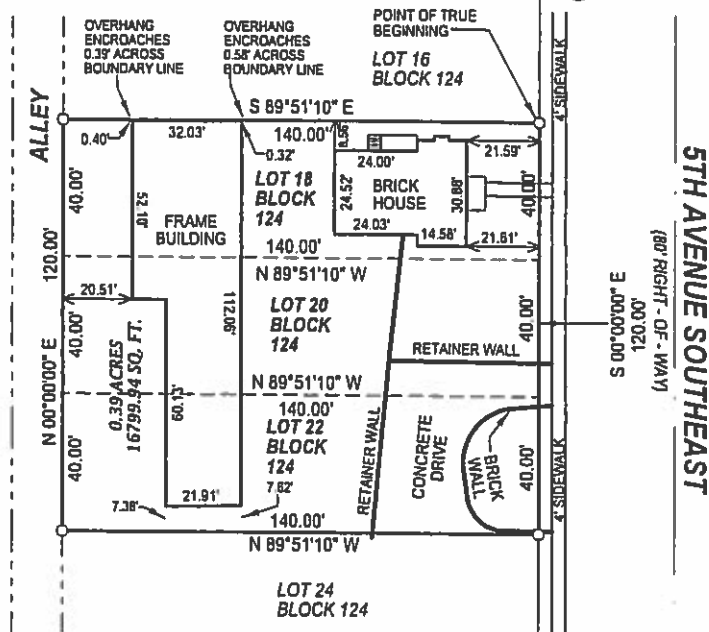 OVERHANG
ENCROACHES
0.39' ACROSS
BOUNDARY LINE
OVERHANG
ENCROACHES
0.58' ACROSS
BOUNDARY LINE
POINT OF TRUE
BEGINNING
LOT 16
BLOCK 124
4' SIDEWALK
ALLEY
S 89°51'10" E
140.00'
0.40'
32.03'
0.32'
8.56'
21.59'
24.00'
40.00'
52.10'
LOT 18
BLOCK
124
24.52'
BRICK
HOUSE
30.88'
40.00'
FRAME
BUILDING
24.03'
14.58'
21.61'
140.00'
N 89°51'10" W
120.00'
20.51'
112.06'
LOT 20
BLOCK
124
40.00'
40.00'
RETAINER WALL
S 00°00'00" E
120.00'
(80' RIGHT - OF - WAY)
5TH AVENUE SOUTHEAST
N 00°00'00" E
0.39 ACRES
16799.94 SQ. FT.
60.13'
N 89°51'10" W
140.00'
LOT 22
BLOCK
124
RETAINER WALL
CONCRETE
DRIVE
BRICK
WALL
40.00'
40.00'
4' SIDEWALK
7.38'
21.91'
7.62'
140.00'
N 89°51'10" W
LOT 24
BLOCK 124